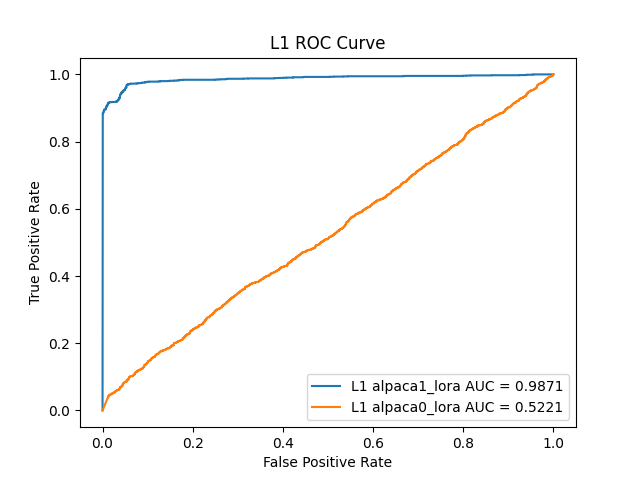 L1 ROC Curve
True Positive Rate
1.0
0.8
0.6
0.4
0.2
0.0
L1 alpaca1_lora AUC = 0.9871
L1 alpaca0_lora AUC = 0.5221
0.0 0.2 0.4 0.6 0.8 1.0
False Positive Rate